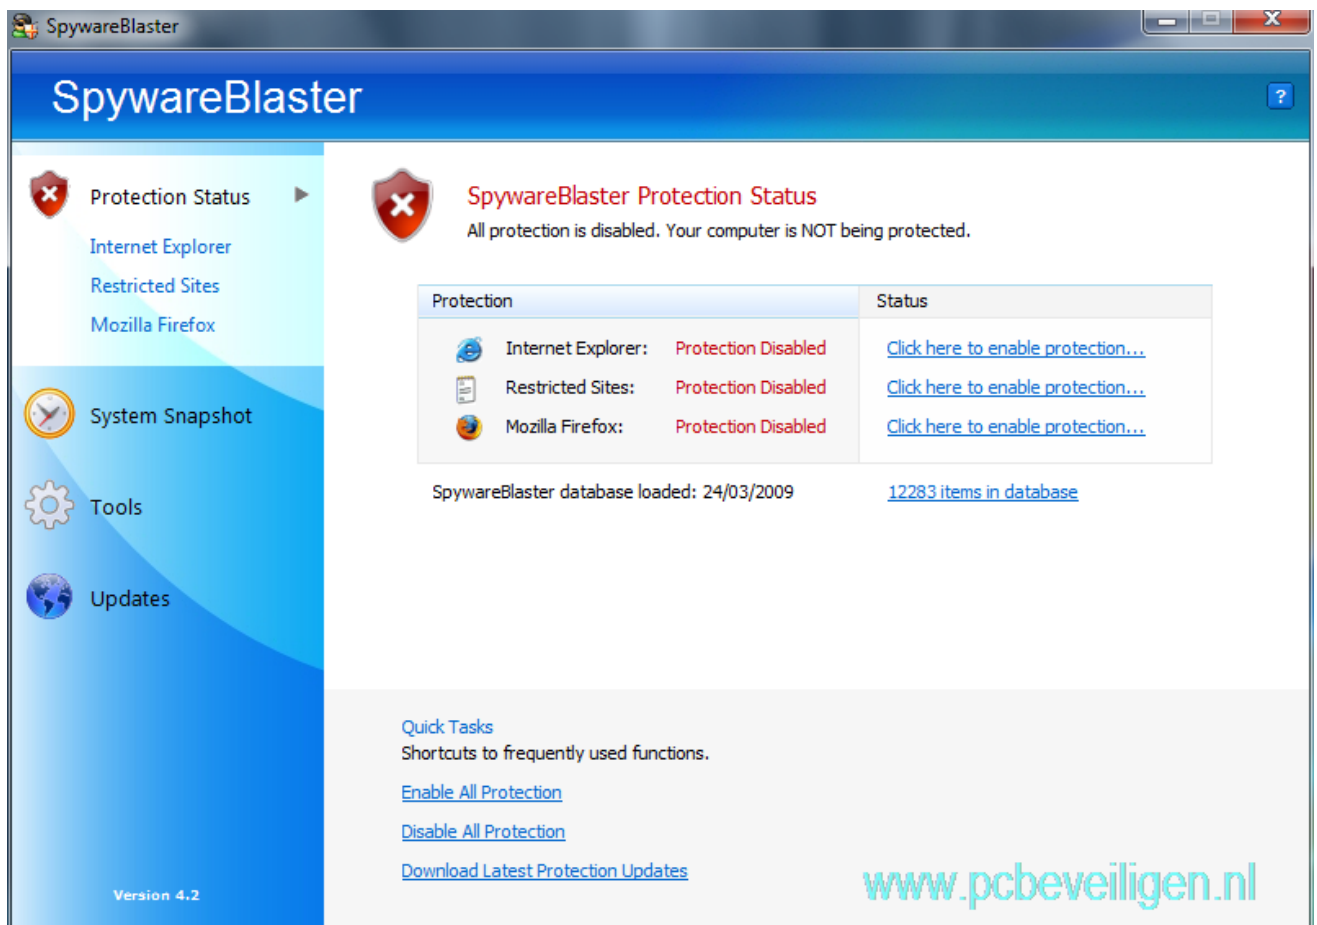 SpywareBlaster
SpywareBlaster
?
Protection Status
Internet Explorer
Restricted Sites
Mozilla Firefox
System Snapshot
Tools
Updates
Version 4.2
SpywareBlaster Protection Status
All protection is disabled. Your computer is NOT being protected.
Protection Status
Internet Explorer: Protection Disabled Click here to enable protection...
Restricted Sites: Protection Disabled Click here to enable protection...
Mozilla Firefox: Protection Disabled Click here to enable protection...
SpywareBlaster database loaded: 24/03/2009 12283 items in database
Quick Tasks
Shortcuts to frequently used functions.
Enable All Protection
Disable All Protection
Download Latest Protection Updates
www.pcbeveiligen.nl